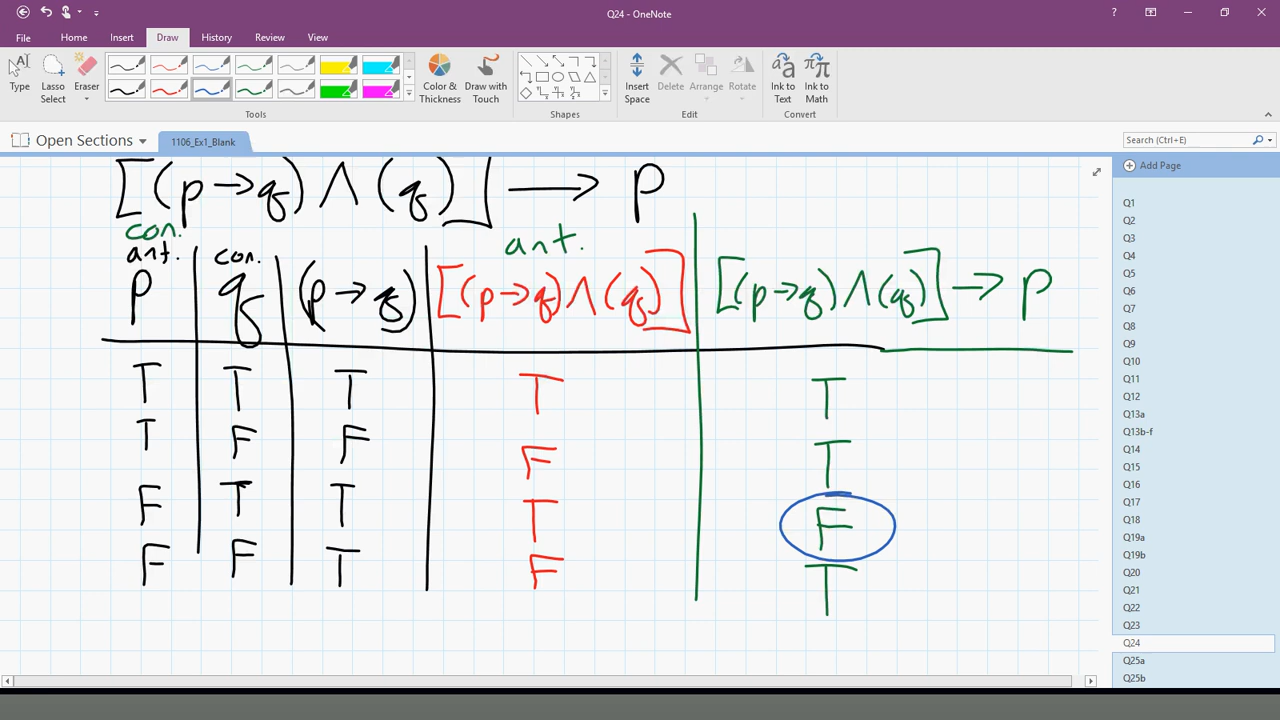 Q24 - OneNote
?
File Home Insert Draw History Review View
Type
Lasso Select
Eraser
Color & Thickness
Draw with Touch
Insert Space
Delete
Arrange
Rotate
Ink to Text
Ink to Math
Tools Shapes Edit Convert
Open Sections 1106_Ex1_Blank Search (Ctrl+E)
[(p→q)∧(q)]→p
con. ant.
ant. con.
p q (p→q) [(p→q)∧(q)] [(p→q)∧(q)]→p
T T T T T
T F F F T
F T T T F
F F T F T
Add Page
Q1
Q2
Q3
Q4
Q5
Q6
Q7
Q8
Q9
Q10
Q11
Q12
Q13a
Q13b-f
Q14
Q15
Q16
Q17
Q18
Q19a
Q19b
Q20
Q21
Q22
Q23
Q24
Q25a
Q25b